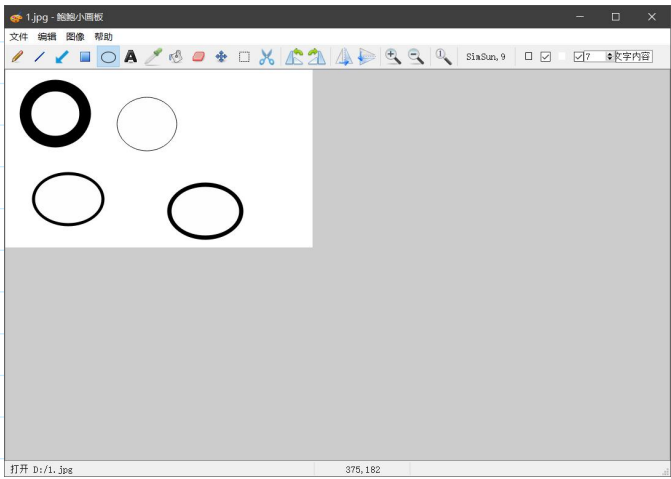 1.jpg - 鲍鲍小画板
文件 编辑 图像 帮助
A SimSun, 9 7 文字内容
打开 D:/1.jpg 375,182